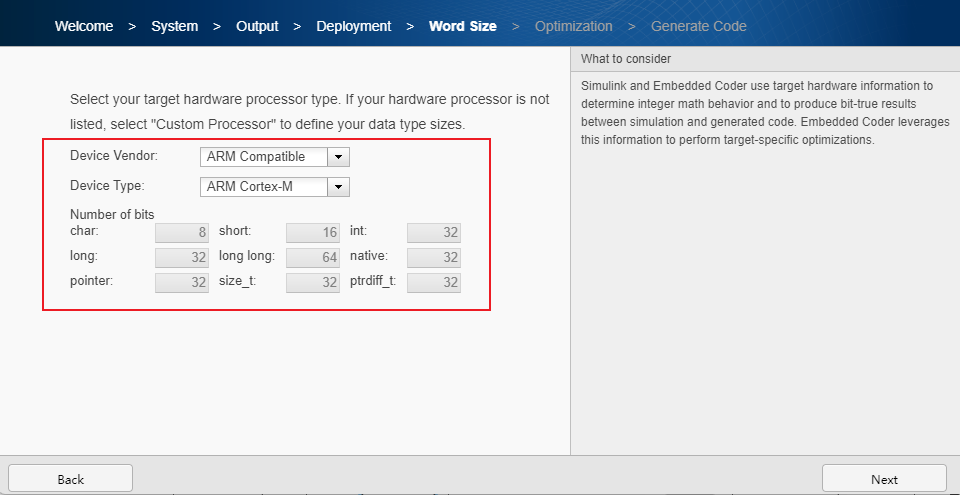 Welcome > System > Output > Deployment > Word Size > Optimization > Generate Code
Select your target hardware processor type. If your hardware processor is not
listed, select "Custom Processor" to define your data type sizes.
Device Vendor: ARM Compatible
Device Type: ARM Cortex-M
Number of bits
char: 8 short: 16 int: 32
long: 32 long long: 64 native: 32
pointer: 32 size_t: 32 ptrdiff_t: 32
What to consider
Simulink and Embedded Coder use target hardware information to
determine integer math behavior and to produce bit-true results
between simulation and generated code. Embedded Coder leverages
this information to perform target-specific optimizations.
Back
Next